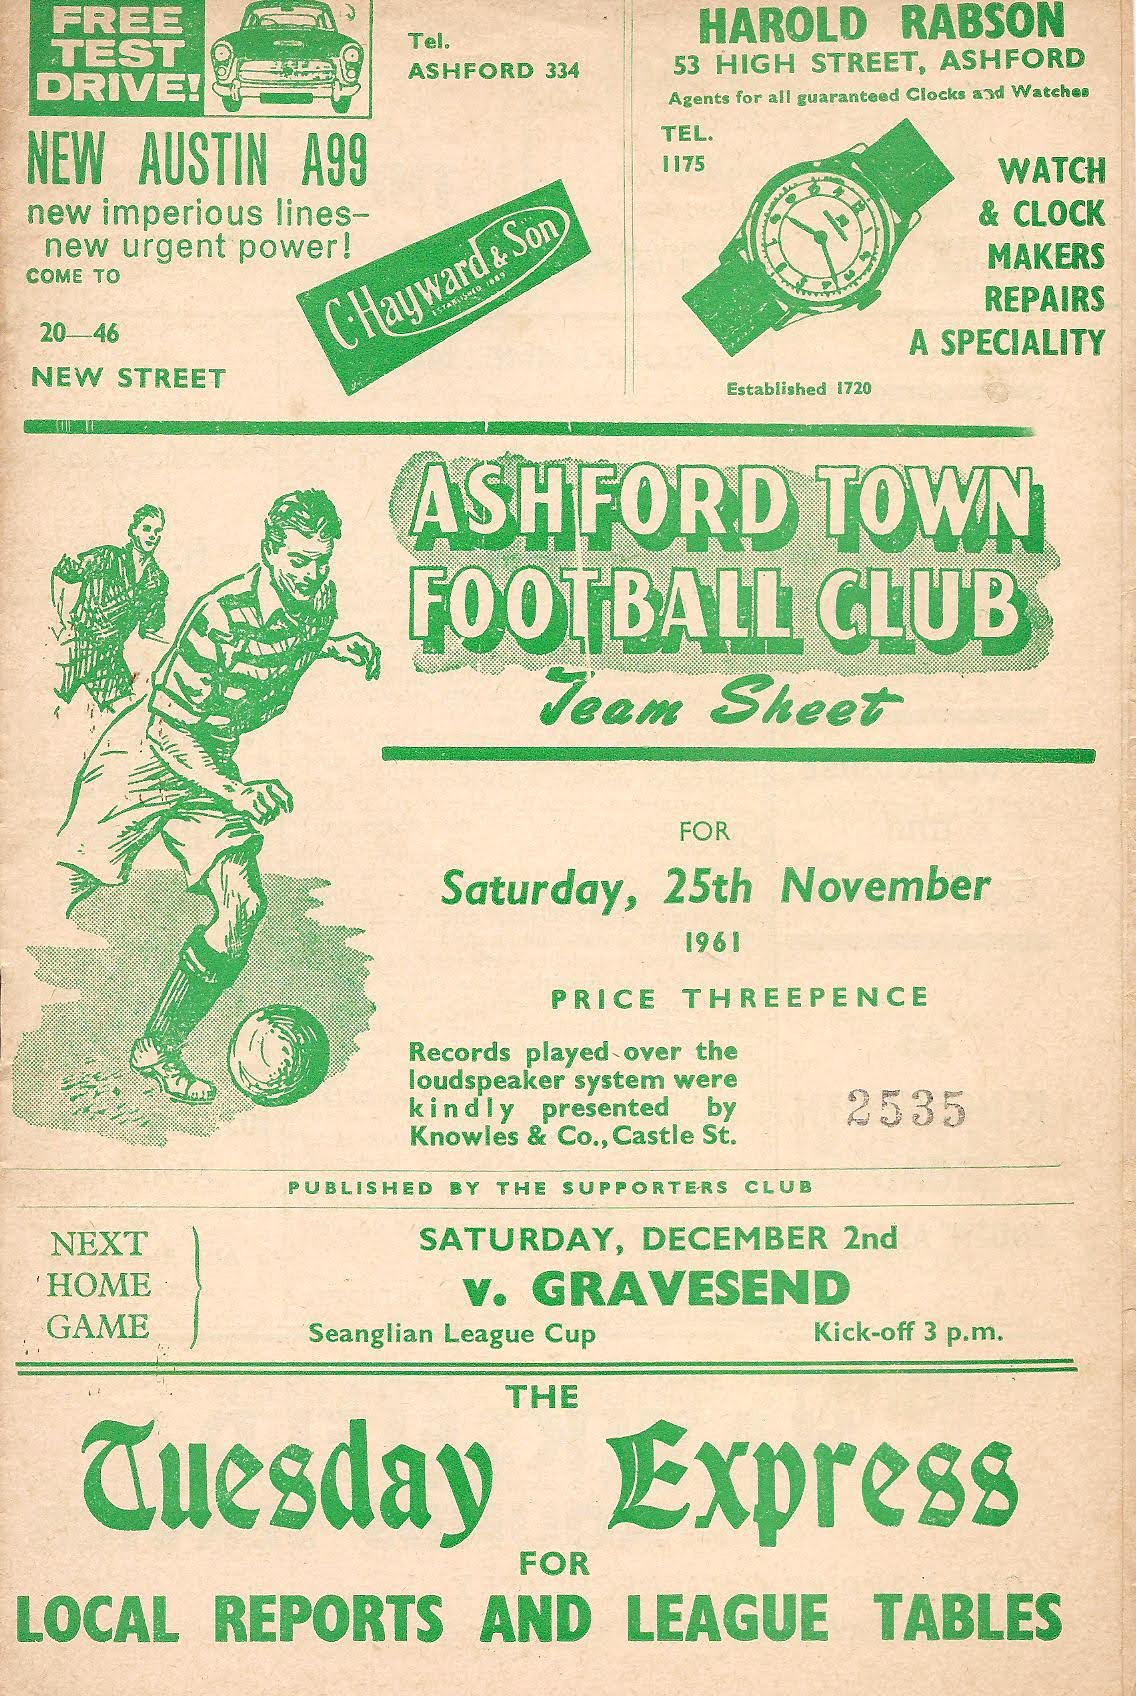 FREE
TEST
DRIVE!
NEW AUSTIN A99
new imperious lines—
new urgent power!
COME TO
20—46
NEW STREET
Tel.
ASHFORD 334
C. Hayward & Son
ESTABLISHED
HAROLD RABSON
53 HIGH STREET, ASHFORD
Agents for all guaranteed Clocks and Watches
TEL.
1175
WATCH
& CLOCK
MAKERS
REPAIRS
A SPECIALITY
Established 1720
ASHFORD TOWN
FOOTBALL CLUB
Team Sheet
FOR
Saturday, 25th November
1961
PRICE THREEPENCE
Records played over the
loudspeaker system were
kindly presented by
Knowles & Co., Castle St.
2535
PUBLISHED BY THE SUPPORTERS CLUB
NEXT
HOME
GAME
SATURDAY, DECEMBER 2nd
v. GRAVESEND
Seanglian League Cup
Kick-off 3 p.m.
THE
Tuesday Express
FOR
LOCAL REPORTS AND LEAGUE TABLES